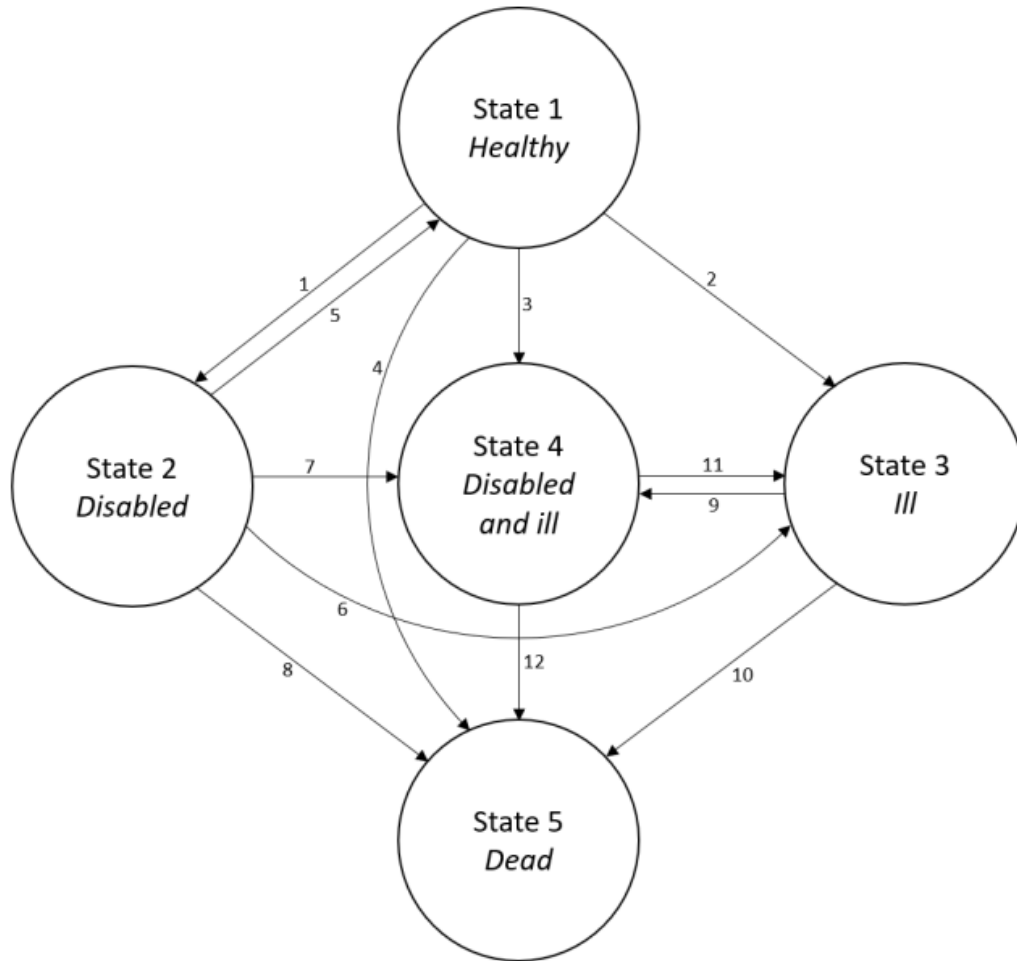 State 1
Healthy
1
5
4
3
2
State 2
Disabled
7
State 4
Disabled
and ill
11
9
State 3
Ill
6
8
12
10
State 5
Dead